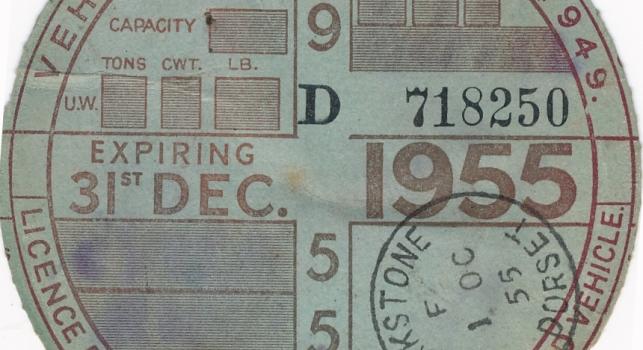 VEH
CAPACITY
TONS CWT. LB.
U.W.
9
1949.
D 718250
EXPIRING
31ST DEC.
1955
5
5
LICENCE
VEHICLE.
KSTONE
DORSET
F
1 OC
55